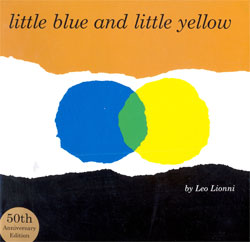 little blue and little yellow
by Leo Lionni
50th
Anniversary
Edition